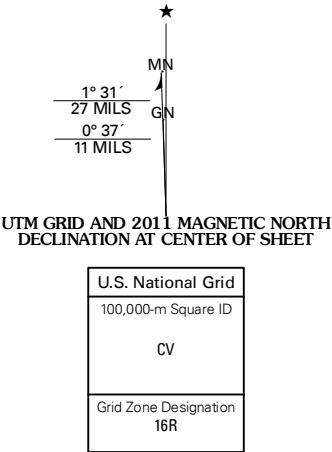 ★
MN
1° 31´
27 MILS
GN
0° 37´
11 MILS
UTM GRID AND 2011 MAGNETIC NORTH
DECLINATION AT CENTER OF SHEET
U.S. National Grid
100,000-m Square ID
CV
Grid Zone Designation
16R